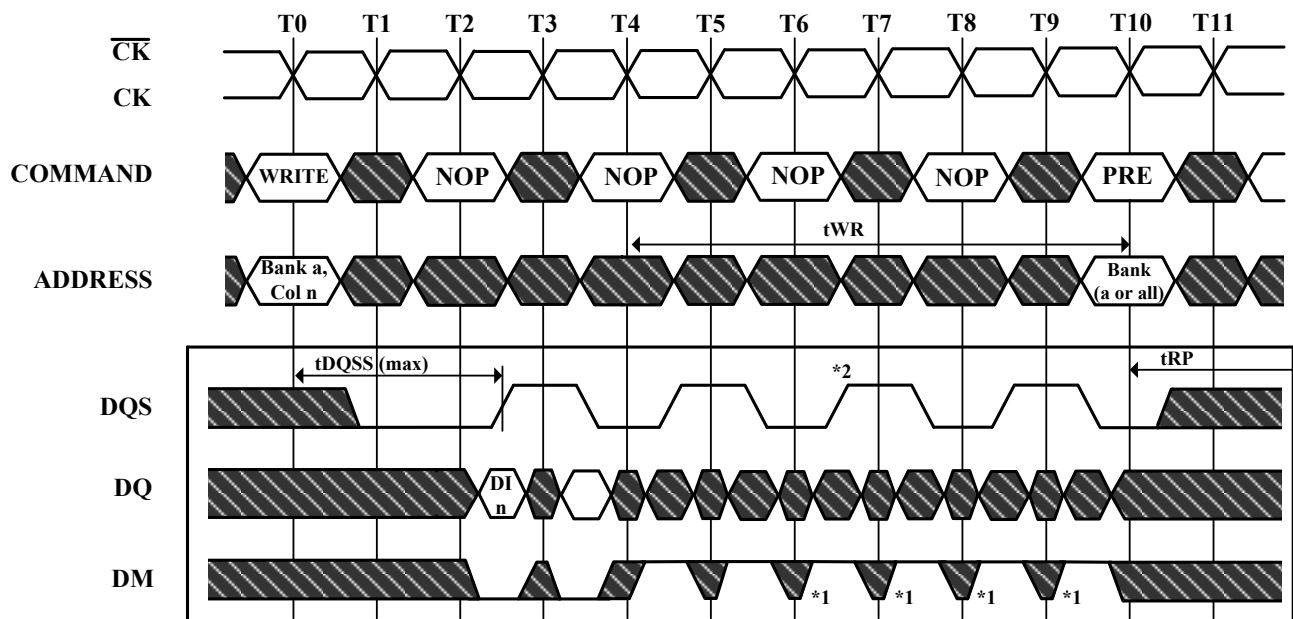 T0 T1 T2 T3 T4 T5 T6 T7 T8 T9 T10 T11
CK
CK
COMMAND WRITE NOP NOP NOP NOP PRE
tWR
ADDRESS Bank a, Col n Bank (a or all)
tDQSS (max) *2 tRP
DQS
DQ DI n
DM *1 *1 *1 *1